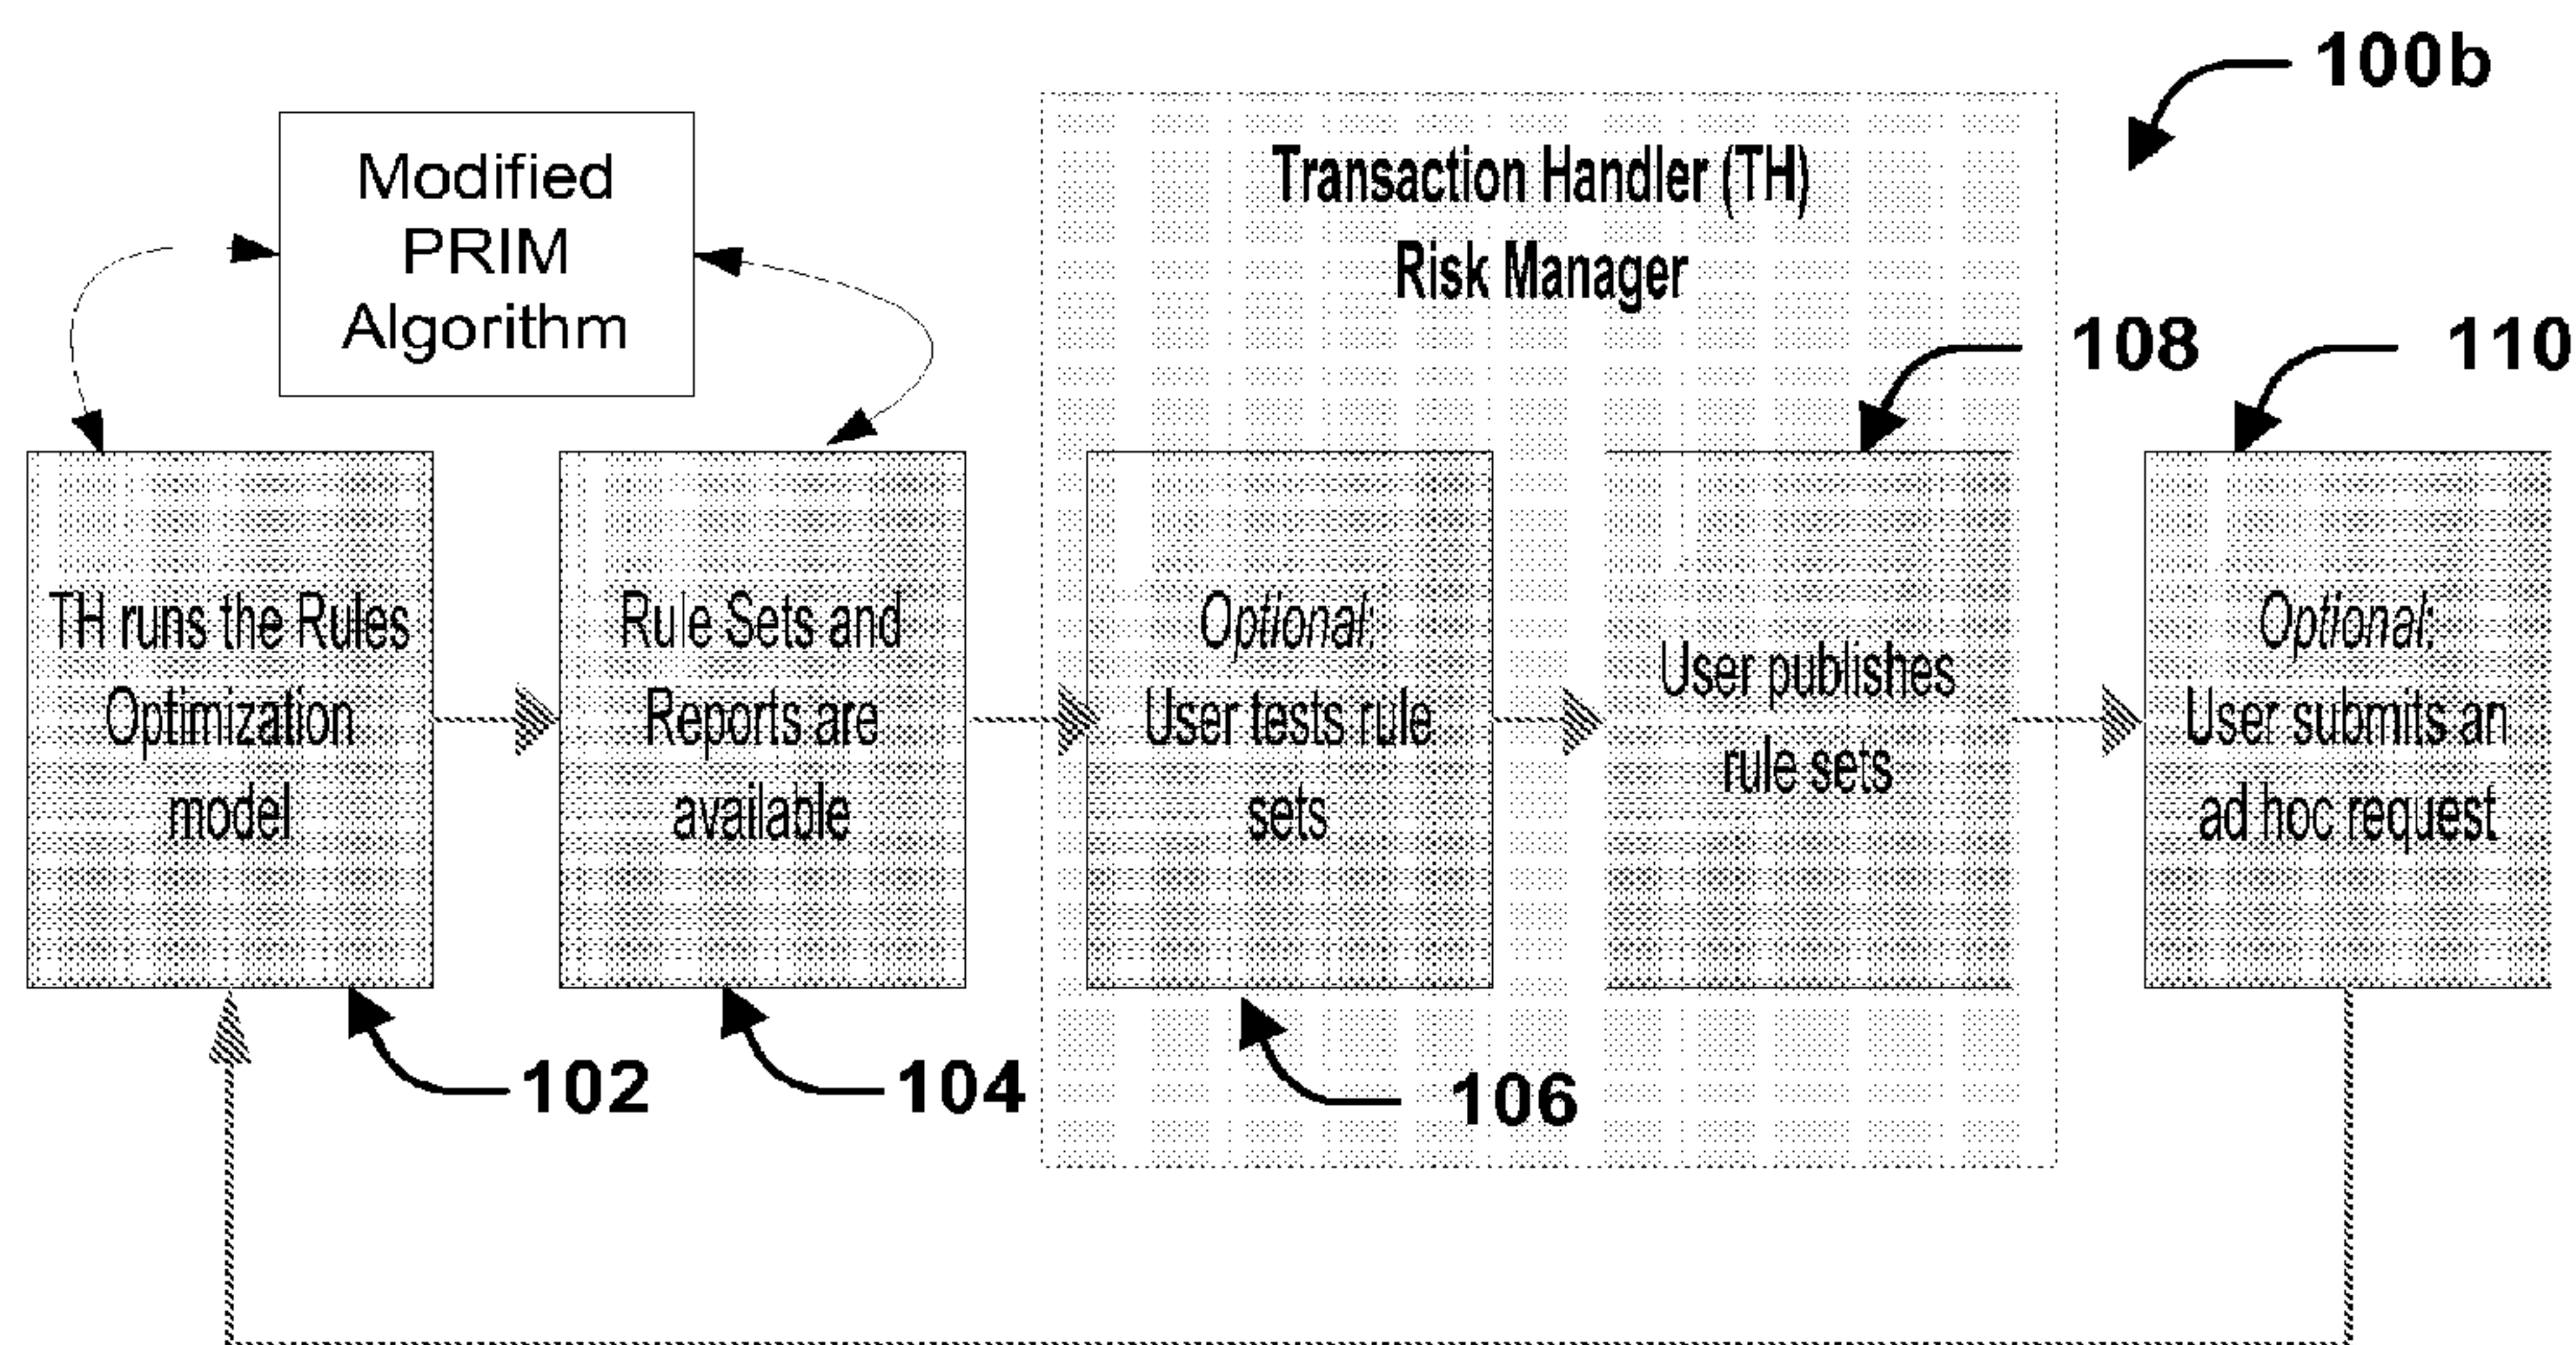 100b
Modified
PRIM
Algorithm
Transaction Handler (TH)
Risk Manager
108
110
TH runs the Rules
Optimization
model
Rule Sets and
Reports are
available
Optional:
User tests rule
sets
User publishes
rule sets
Optional:
User submits an
ad hoc request
102
104
106